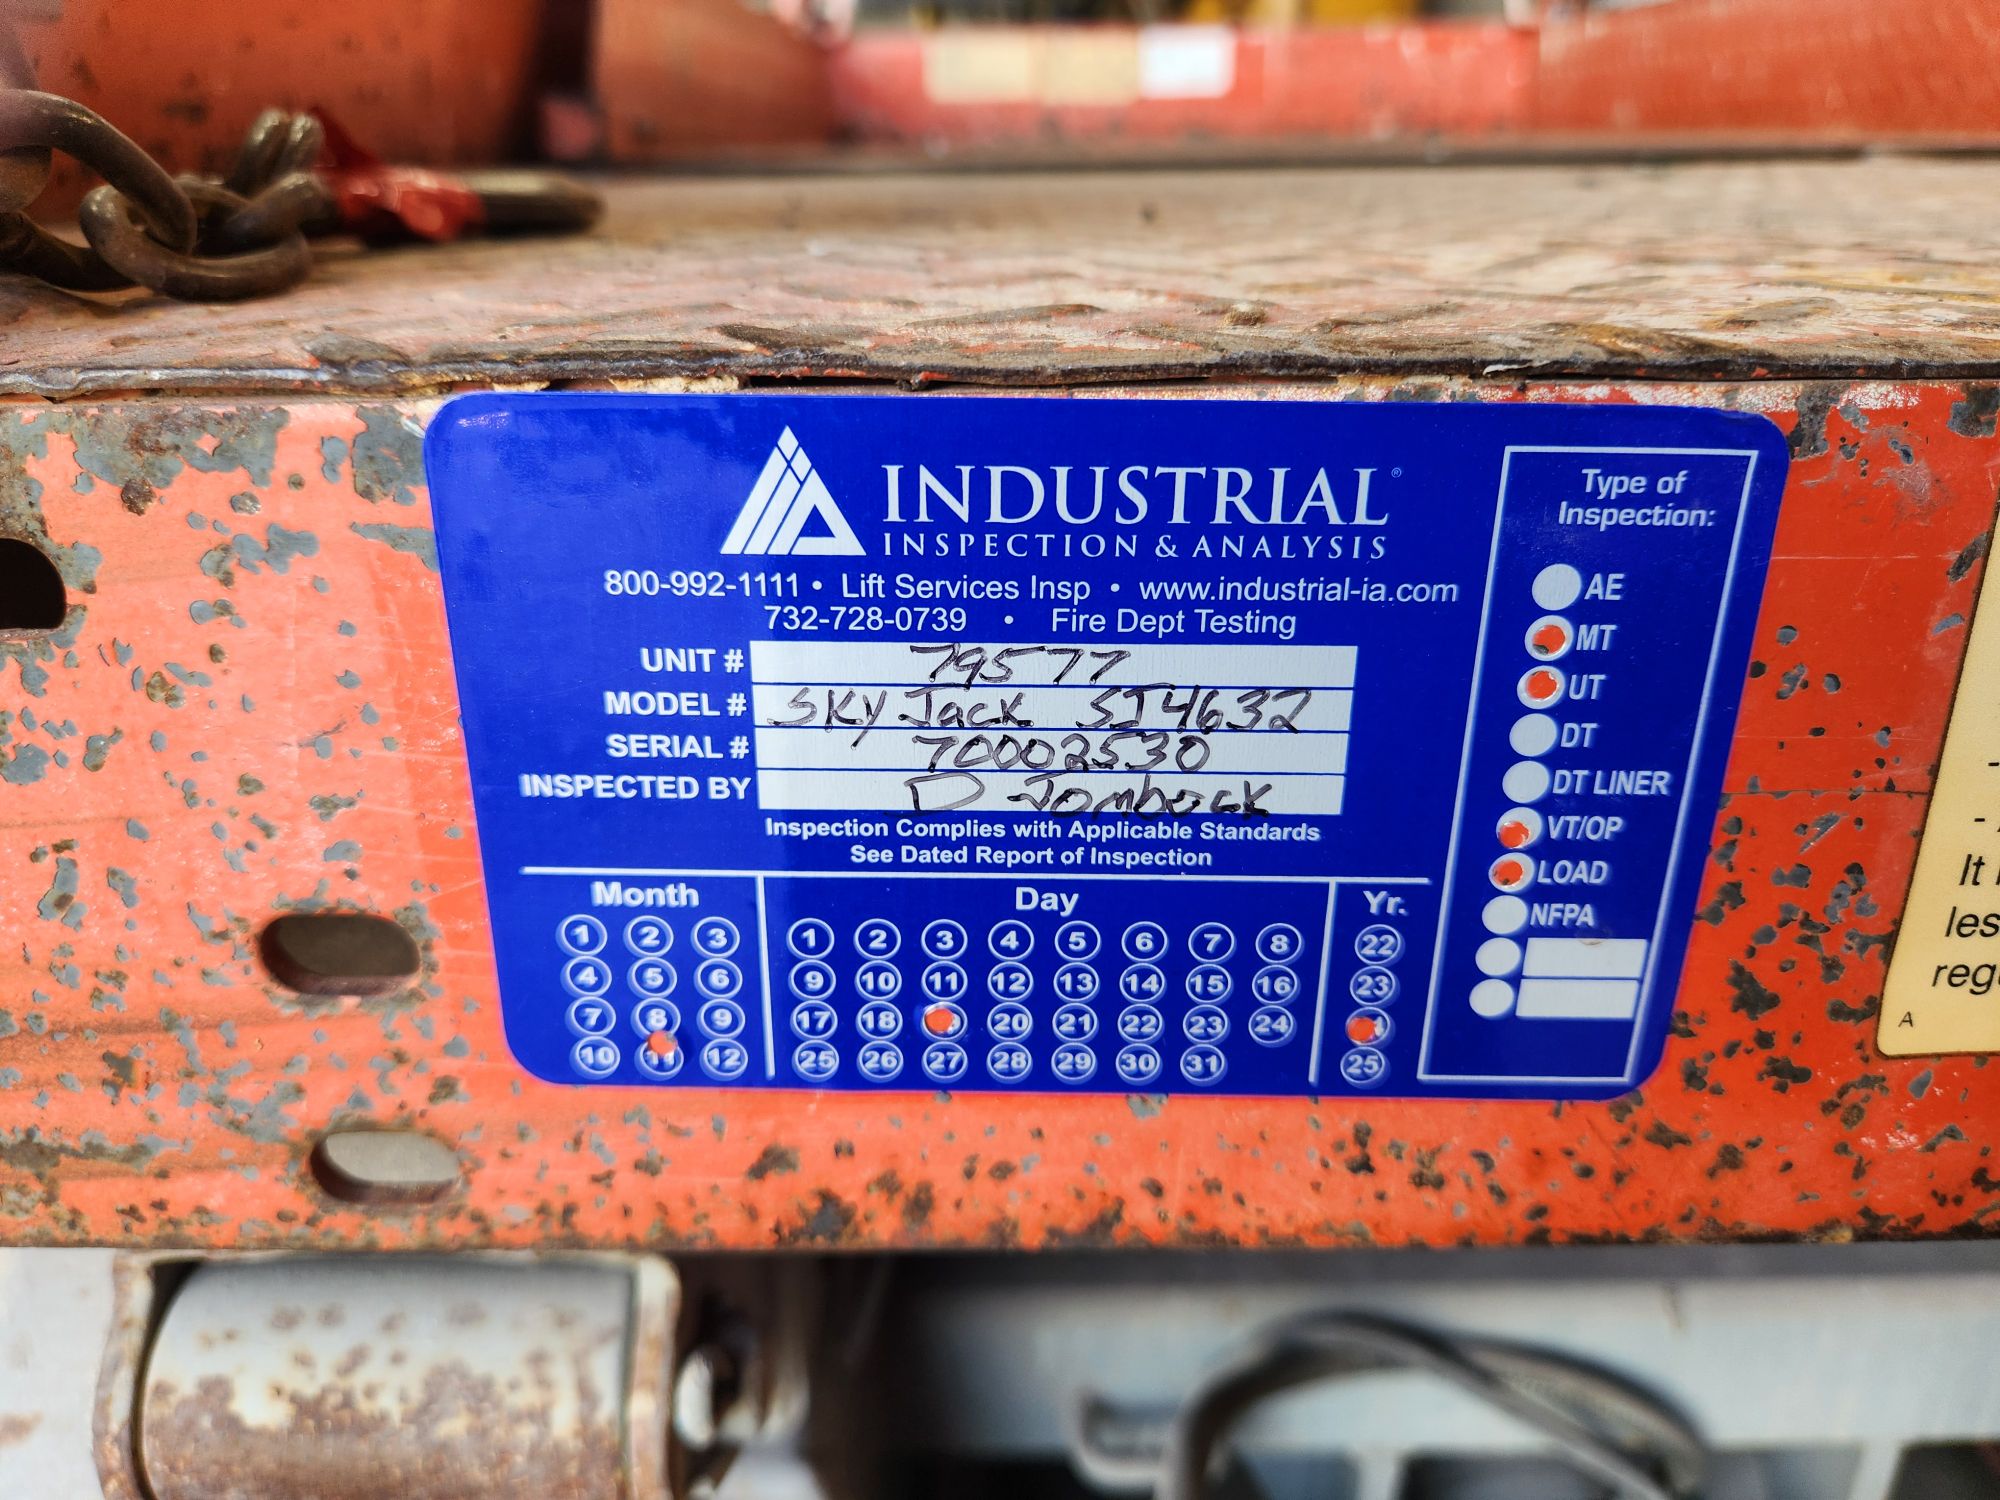 INDUSTRIAL®
INSPECTION & ANALYSIS
800-992-1111 • Lift Services Insp • www.industrial-ia.com
732-728-0739 • Fire Dept Testing
UNIT # 79577
MODEL # SKYJack SJ4632
SERIAL # 70002530
INSPECTED BY D Jombock
Inspection Complies with Applicable Standards
See Dated Report of Inspection
Month
1 2 3
4 5 6
7 8 9
10 11 12
Day
1 2 3 4 5 6 7 8
9 10 11 12 13 14 15 16
17 18 20 21 22 23 24
25 26 27 28 29 30 31
Yr.
22
23
25
Type of
Inspection:
AE
MT
UT
DT
DT LINER
VT/OP
LOAD
NFPA
-
-
It
les
reg
A